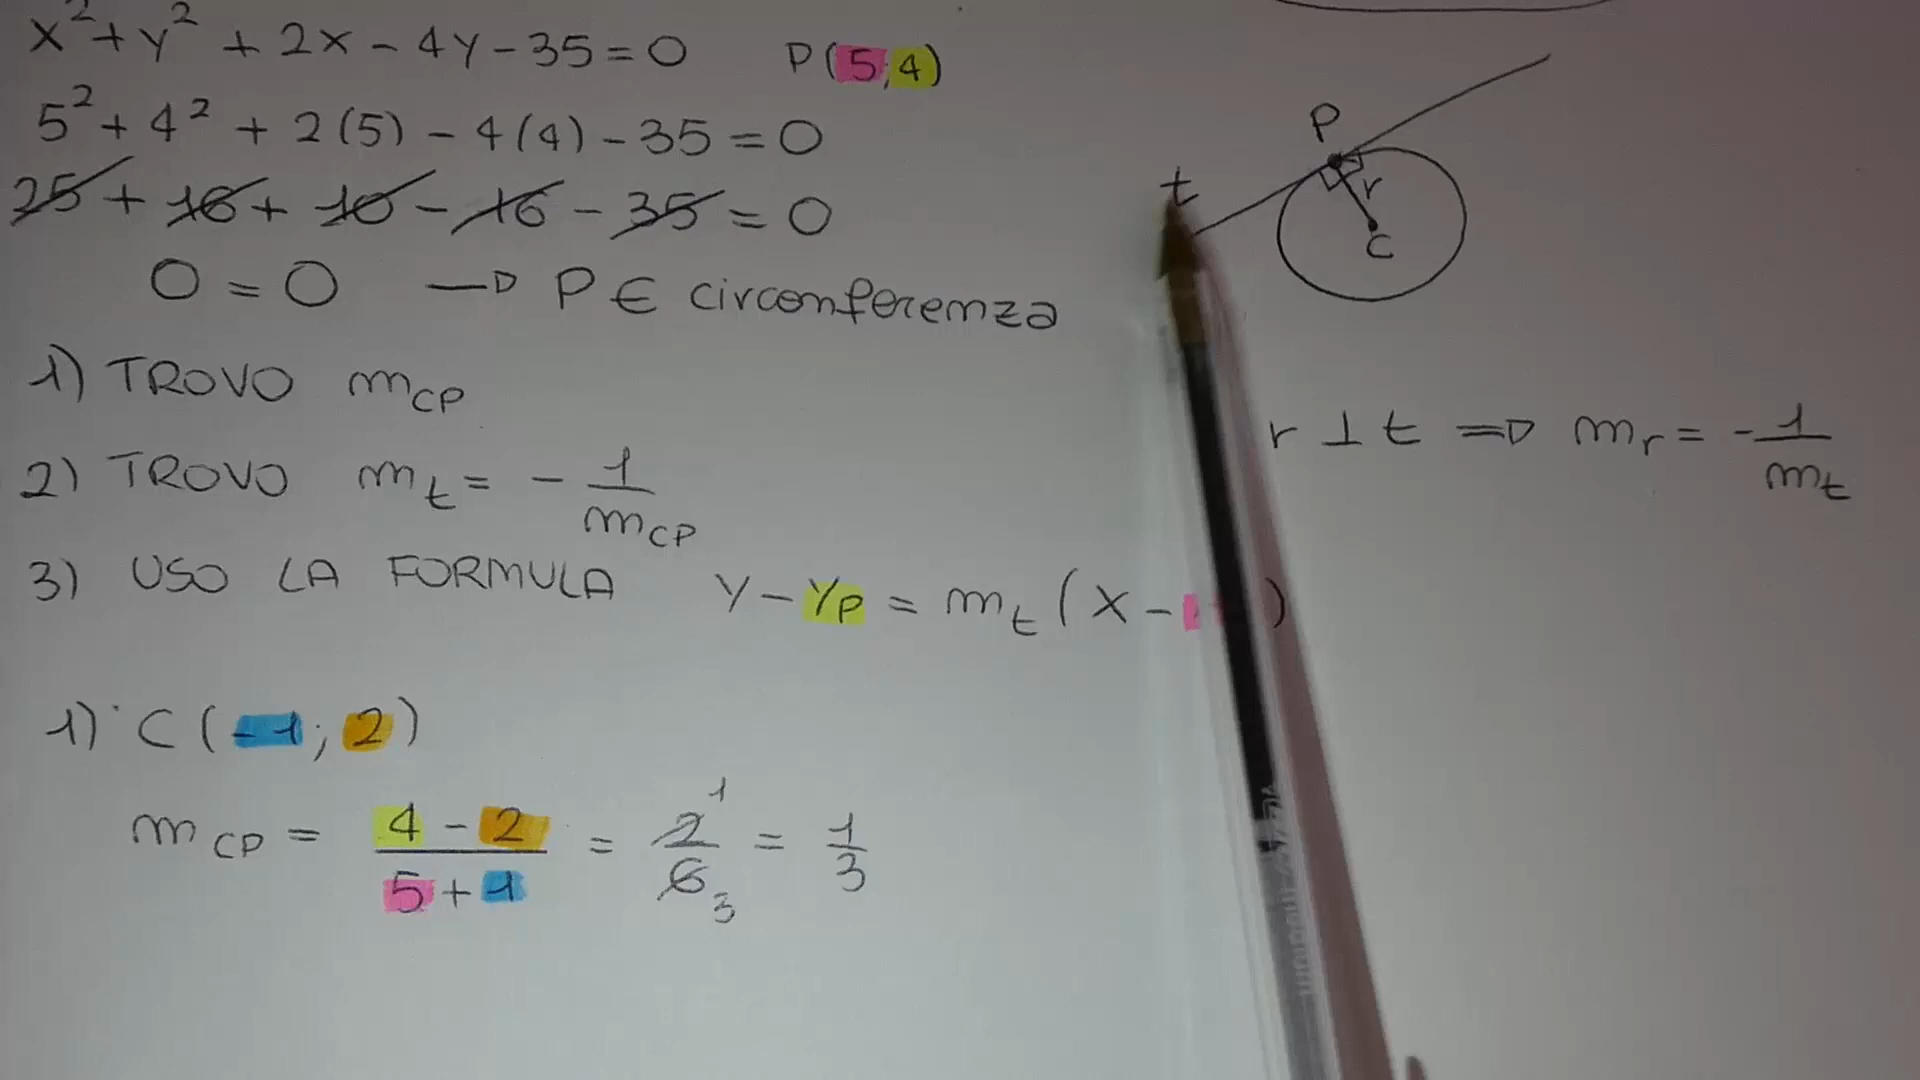 x² + y² + 2x - 4y - 35 = 0 P(5;4)
5² + 4² + 2(5) - 4(4) - 35 = 0
25 + 16 + 10 - 16 - 35 = 0
0 = 0 → P ∈ circonferenza
1) TROVO m_CP
2) TROVO m_t = - 1/m_CP
3) USO LA FORMULA y - y_P = m_t (x - )
1) C(-1; 2)
m_CP = (4 - 2)/(5 + 1) = 2/6 1 3 = 1/3
P
t
r
C
r ⊥ t ⇒ m_r = - 1/m_t